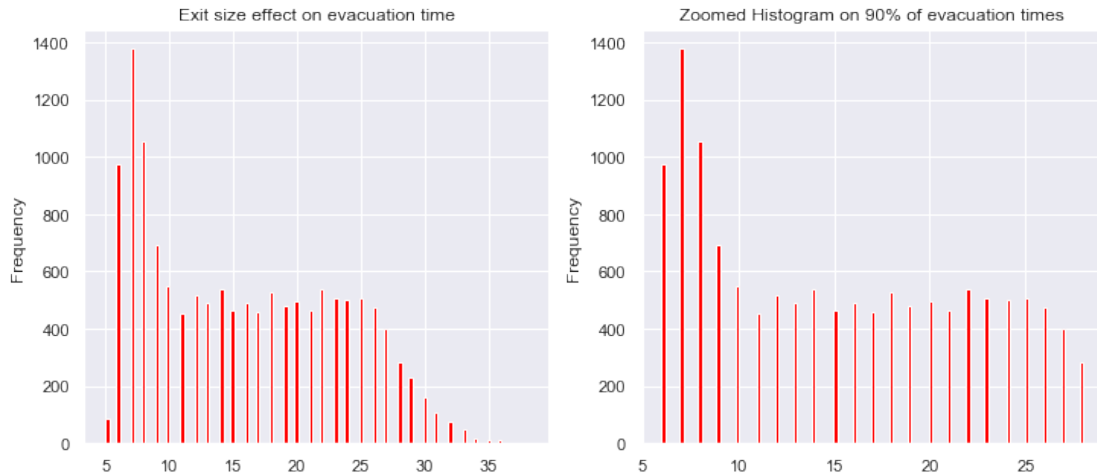 Exit size effect on evacuation time
1400
1200
1000
800
600
400
200
0
Frequency
5 10 15 20 25 30 35
Zoomed Histogram on 90% of evacuation times
1400
1200
1000
800
600
400
200
0
Frequency
5 10 15 20 25